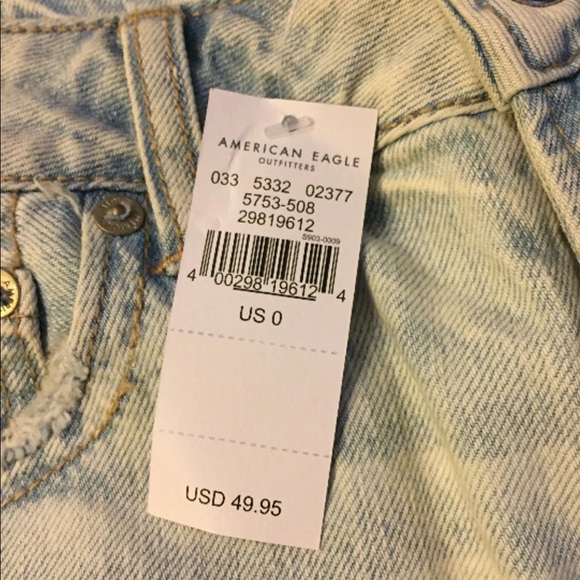 AMERICAN EAGLE
OUTFITTERS
033 5332 02377
5753-508
29819612
5903-0009
4 00298 19612 4
US 0
USD 49.95